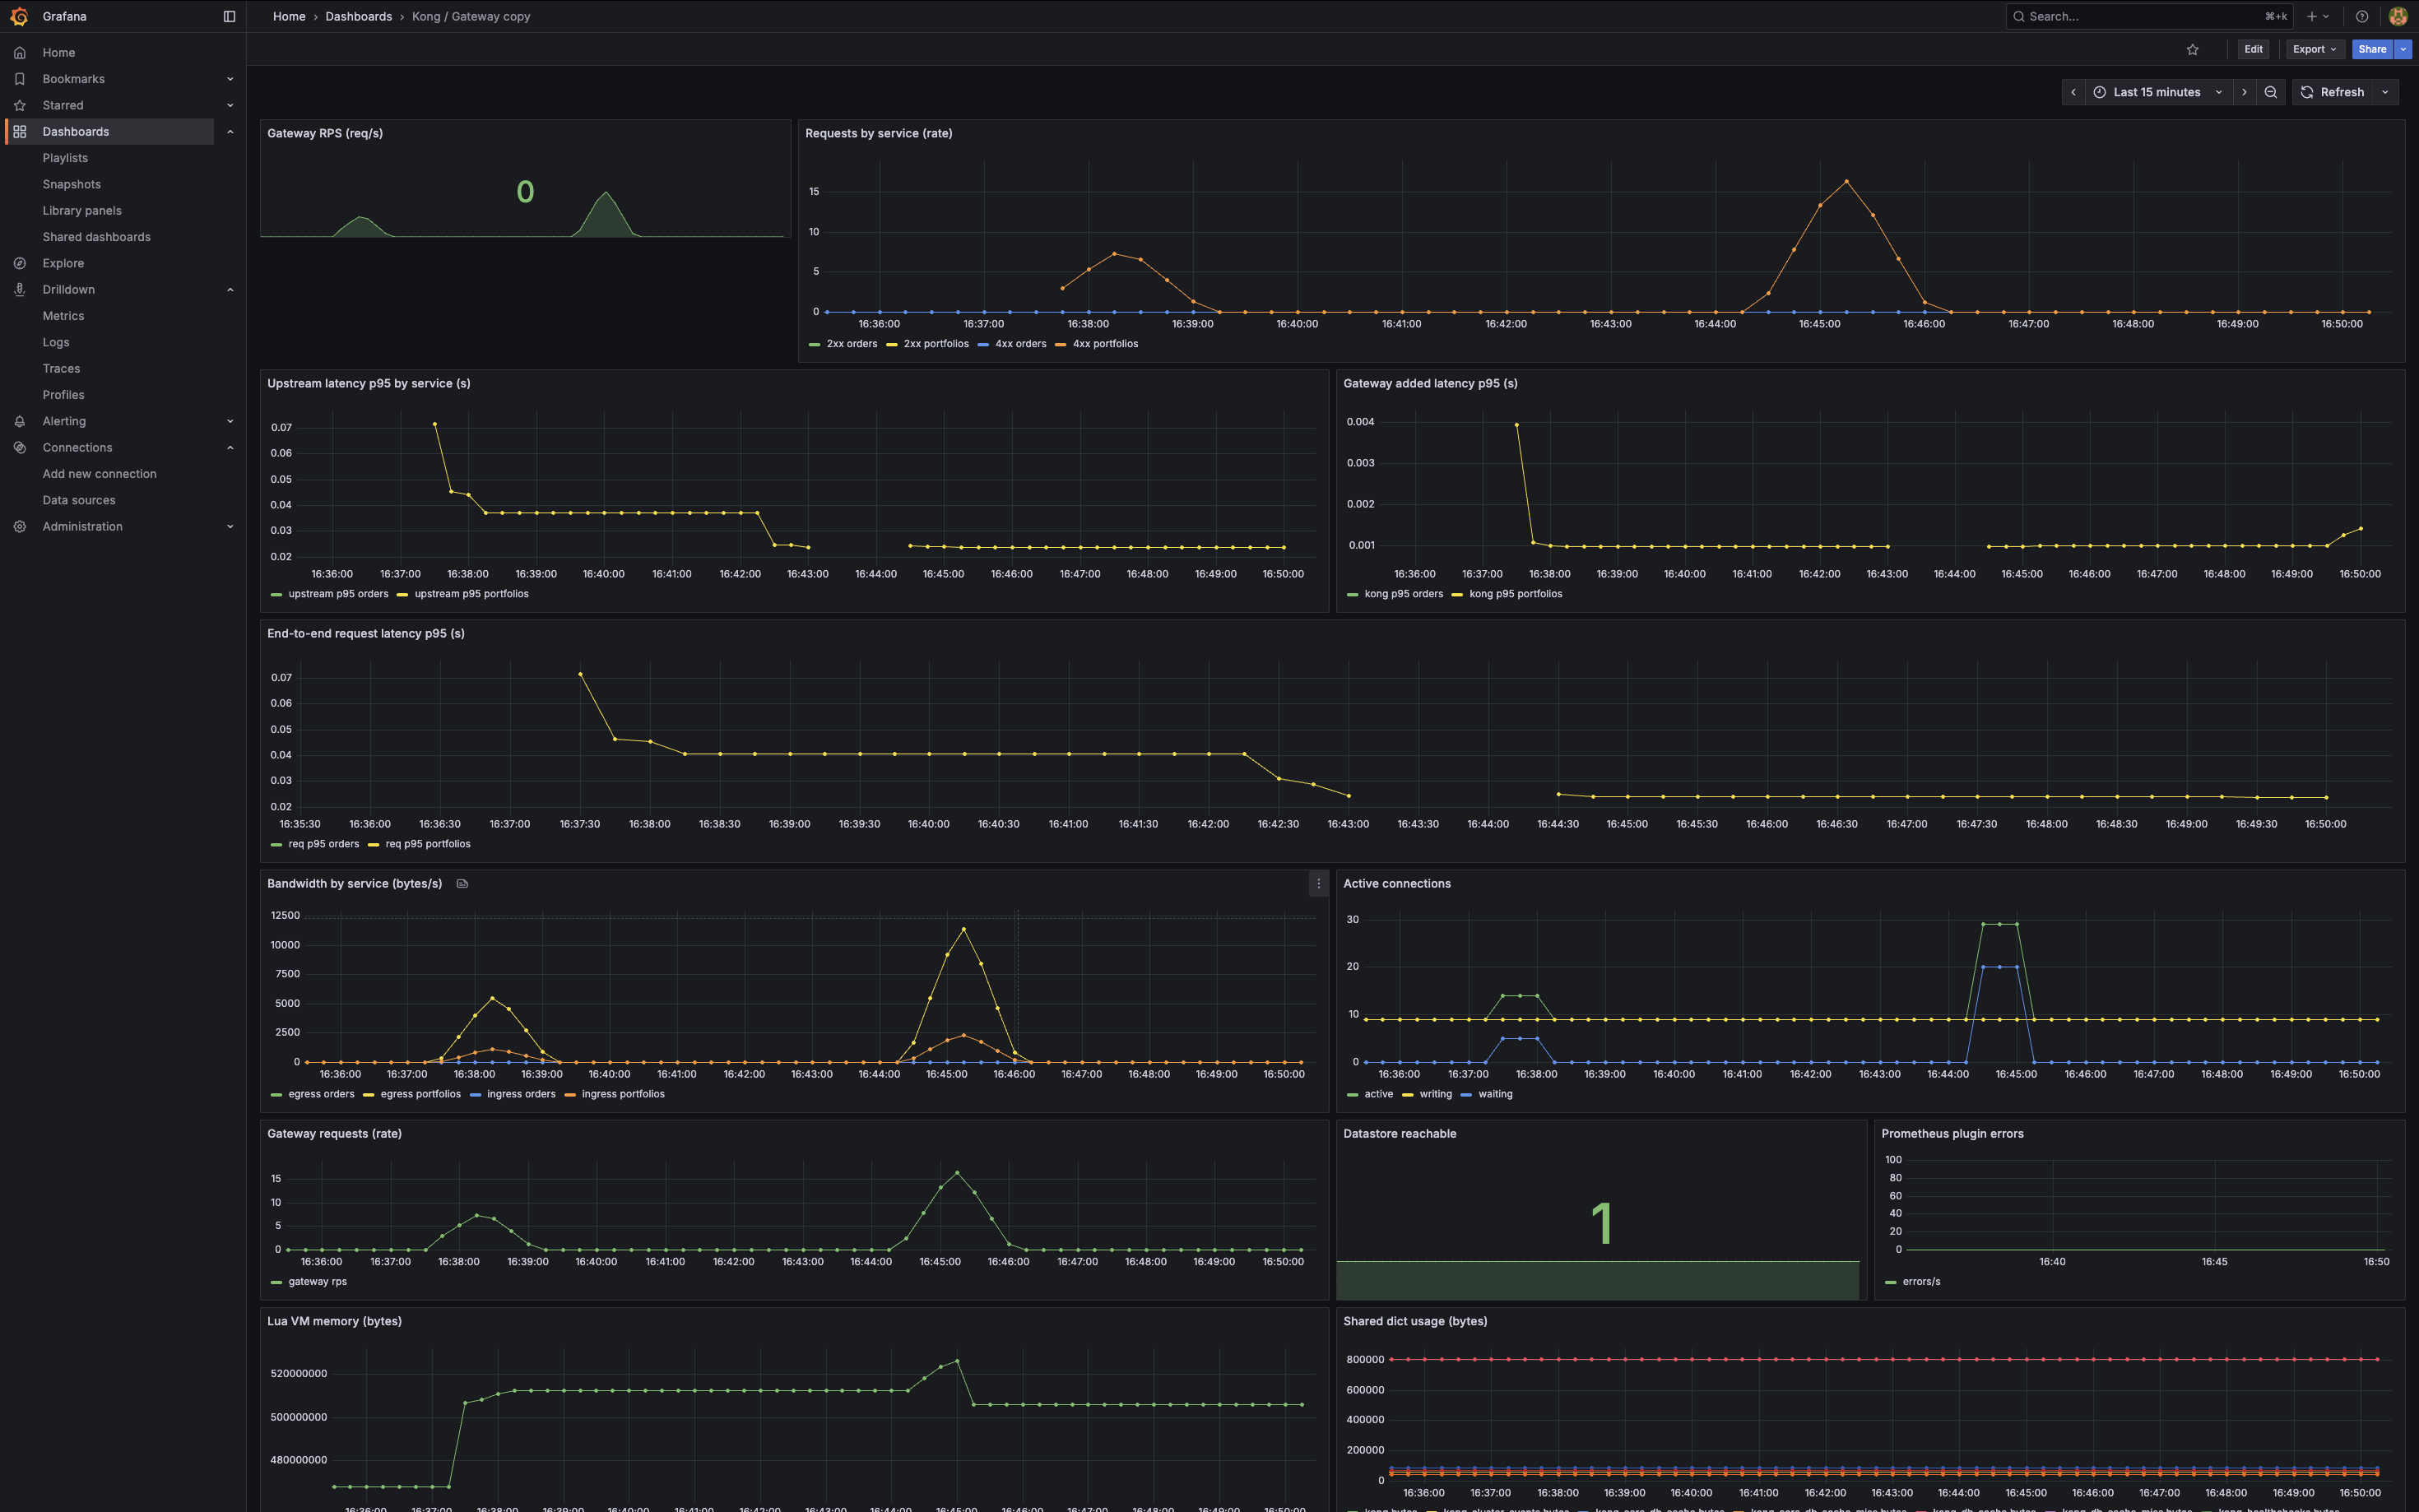 Grafana
Home › Dashboards › Kong / Gateway copy
Search...
⌘+k
Home
Bookmarks
Starred
Dashboards
Playlists
Snapshots
Library panels
Shared dashboards
Explore
Drilldown
Metrics
Logs
Traces
Profiles
Alerting
Connections
Add new connection
Data sources
Administration
Edit
Export
Share
Last 15 minutes
Refresh
Gateway RPS (req/s)
0
Requests by service (rate)
15
10
5
0
16:36:00 16:37:00 16:38:00 16:39:00 16:40:00 16:41:00 16:42:00 16:43:00 16:44:00 16:45:00 16:46:00 16:47:00 16:48:00 16:49:00 16:50:00
2xx orders 2xx portfolios 4xx orders 4xx portfolios
Upstream latency p95 by service (s)
0.07
0.06
0.05
0.04
0.03
0.02
16:36:00 16:37:00 16:38:00 16:39:00 16:40:00 16:41:00 16:42:00 16:43:00 16:44:00 16:45:00 16:46:00 16:47:00 16:48:00 16:49:00 16:50:00
upstream p95 orders upstream p95 portfolios
Gateway added latency p95 (s)
0.004
0.003
0.002
0.001
16:36:00 16:37:00 16:38:00 16:39:00 16:40:00 16:41:00 16:42:00 16:43:00 16:44:00 16:45:00 16:46:00 16:47:00 16:48:00 16:49:00 16:50:00
kong p95 orders kong p95 portfolios
End-to-end request latency p95 (s)
0.07
0.06
0.05
0.04
0.03
0.02
16:35:30 16:36:00 16:36:30 16:37:00 16:37:30 16:38:00 16:38:30 16:39:00 16:39:30 16:40:00 16:40:30 16:41:00 16:41:30 16:42:00 16:42:30 16:43:00 16:43:30 16:44:00 16:44:30 16:45:00 16:45:30 16:46:00 16:46:30 16:47:00 16:47:30 16:48:00 16:48:30 16:49:00 16:49:30 16:50:00
req p95 orders req p95 portfolios
Bandwidth by service (bytes/s)
12500
10000
7500
5000
2500
0
16:36:00 16:37:00 16:38:00 16:39:00 16:40:00 16:41:00 16:42:00 16:43:00 16:44:00 16:45:00 16:46:00 16:47:00 16:48:00 16:49:00 16:50:00
egress orders egress portfolios ingress orders ingress portfolios
Active connections
30
20
10
0
16:36:00 16:37:00 16:38:00 16:39:00 16:40:00 16:41:00 16:42:00 16:43:00 16:44:00 16:45:00 16:46:00 16:47:00 16:48:00 16:49:00 16:50:00
active writing waiting
Gateway requests (rate)
15
10
5
0
16:36:00 16:37:00 16:38:00 16:39:00 16:40:00 16:41:00 16:42:00 16:43:00 16:44:00 16:45:00 16:46:00 16:47:00 16:48:00 16:49:00 16:50:00
gateway rps
Datastore reachable
1
Prometheus plugin errors
100
80
60
40
20
0
16:40 16:45 16:50
errors/s
Lua VM memory (bytes)
520000000
500000000
480000000
16:36:00 16:37:00 16:38:00 16:39:00 16:40:00 16:41:00 16:42:00 16:43:00 16:44:00 16:45:00 16:46:00 16:47:00 16:48:00 16:49:00 16:50:00
Shared dict usage (bytes)
800000
600000
400000
200000
0
16:36:00 16:37:00 16:38:00 16:39:00 16:40:00 16:41:00 16:42:00 16:43:00 16:44:00 16:45:00 16:46:00 16:47:00 16:48:00 16:49:00 16:50:00